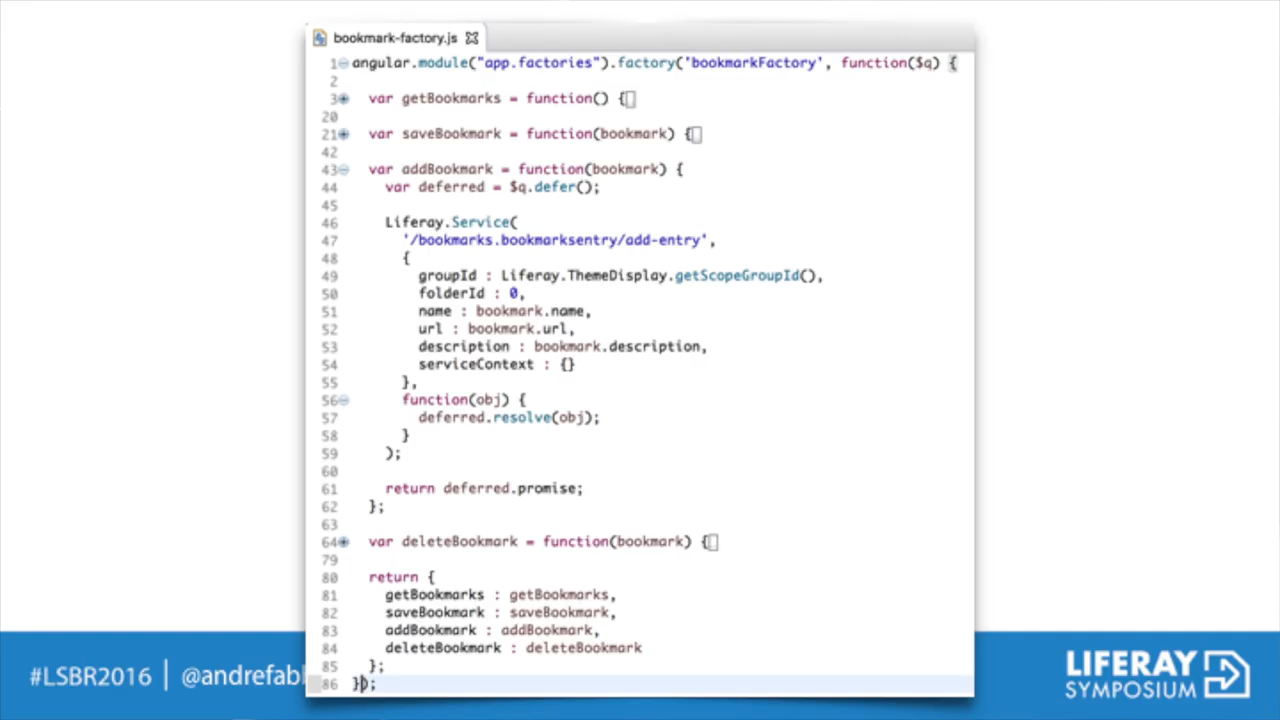 bookmark-factory.js
1 angular.module("app.factories").factory('bookmarkFactory', function($q) {
2
3 var getBookmarks = function() {
20
21 var saveBookmark = function(bookmark) {
42
43 var addBookmark = function(bookmark) {
44 var deferred = $q.defer();
45
46 Liferay.Service(
47 '/bookmarks.bookmarksentry/add-entry',
48 {
49 groupId : Liferay.ThemeDisplay.getScopeGroupId(),
50 folderId : 0,
51 name : bookmark.name,
52 url : bookmark.url,
53 description : bookmark.description,
54 serviceContext : {}
55 },
56 function(obj) {
57 deferred.resolve(obj);
58 }
59 );
60
61 return deferred.promise;
62 };
63
64 var deleteBookmark = function(bookmark) {
79
80 return {
81 getBookmarks : getBookmarks,
82 saveBookmark : saveBookmark,
83 addBookmark : addBookmark,
84 deleteBookmark : deleteBookmark
85 };
86 });
#LSBR2016 | @andrefabl
LIFERAY
SYMPOSIUM